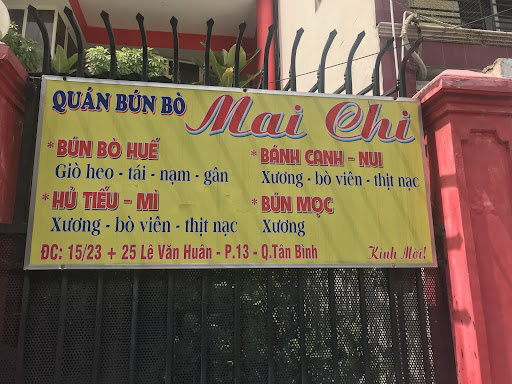 QUÁN BÚN BÒ Mai Chi
* BÚN BÒ HUẾ
Giò heo - tái - nạm - gân
* HỦ TIẾU - MÌ
Xương - bò viên - thịt nạc
* BÁNH CANH - NUI
Xương - bò viên - thịt nạc
* BÚN MỌC
Xương
ĐC: 15/23 + 25 Lê Văn Huân - P.13 - Q.Tân Bình
Kính Mời!